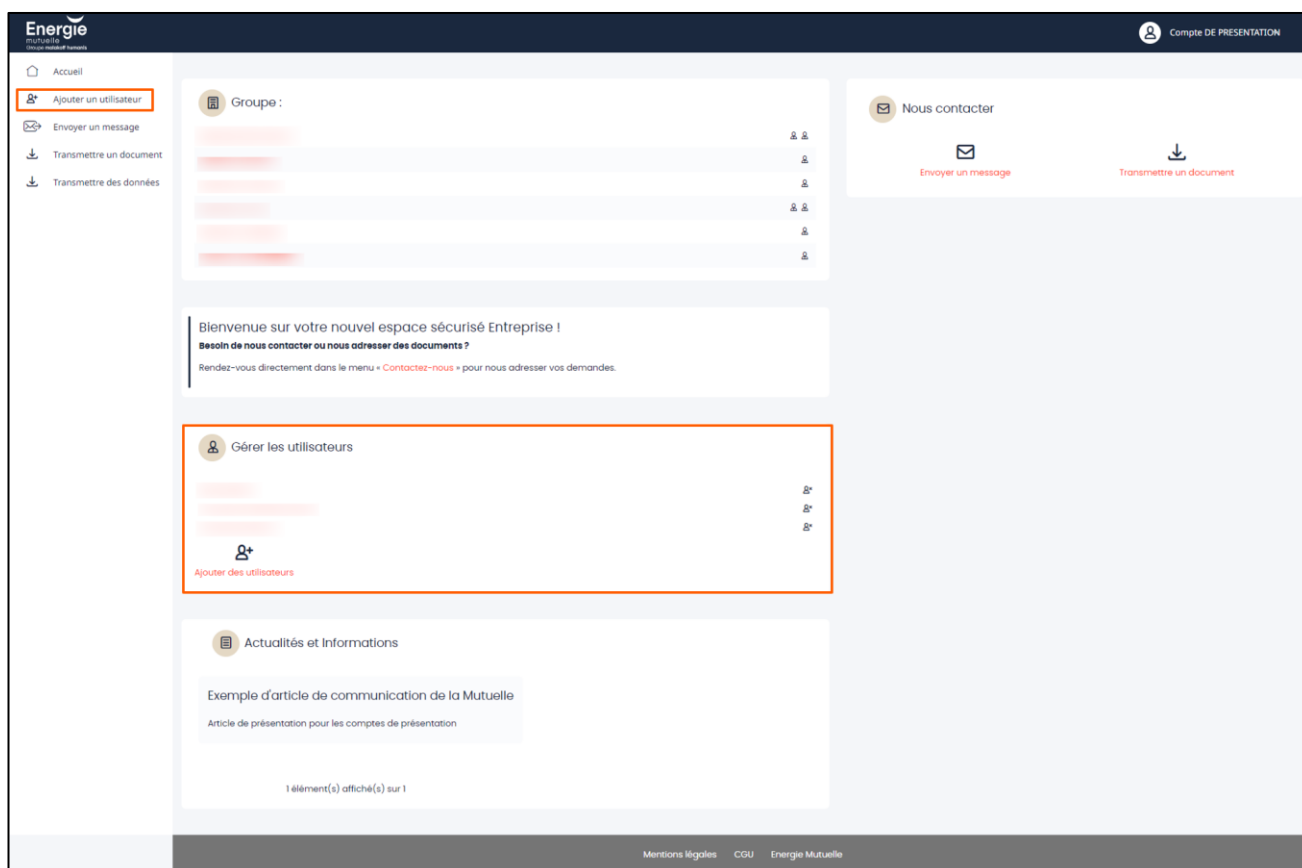 Energie
mutuelle
Groupe malakoff humanis
Compte DE PRESENTATION
Accueil
Ajouter un utilisateur
Envoyer un message
Transmettre un document
Transmettre des données
Groupe :
Nous contacter
Envoyer un message
Transmettre un document
Bienvenue sur votre nouvel espace sécurisé Entreprise !
Besoin de nous contacter ou nous adresser des documents ?
Rendez-vous directement dans le menu « Contactez-nous » pour nous adresser vos demandes.
Gérer les utilisateurs
Ajouter des utilisateurs
Actualités et Informations
Exemple d'article de communication de la Mutuelle
Article de présentation pour les comptes de présentation
1 élément(s) affiché(s) sur 1
Mentions légales CGU Energie Mutuelle